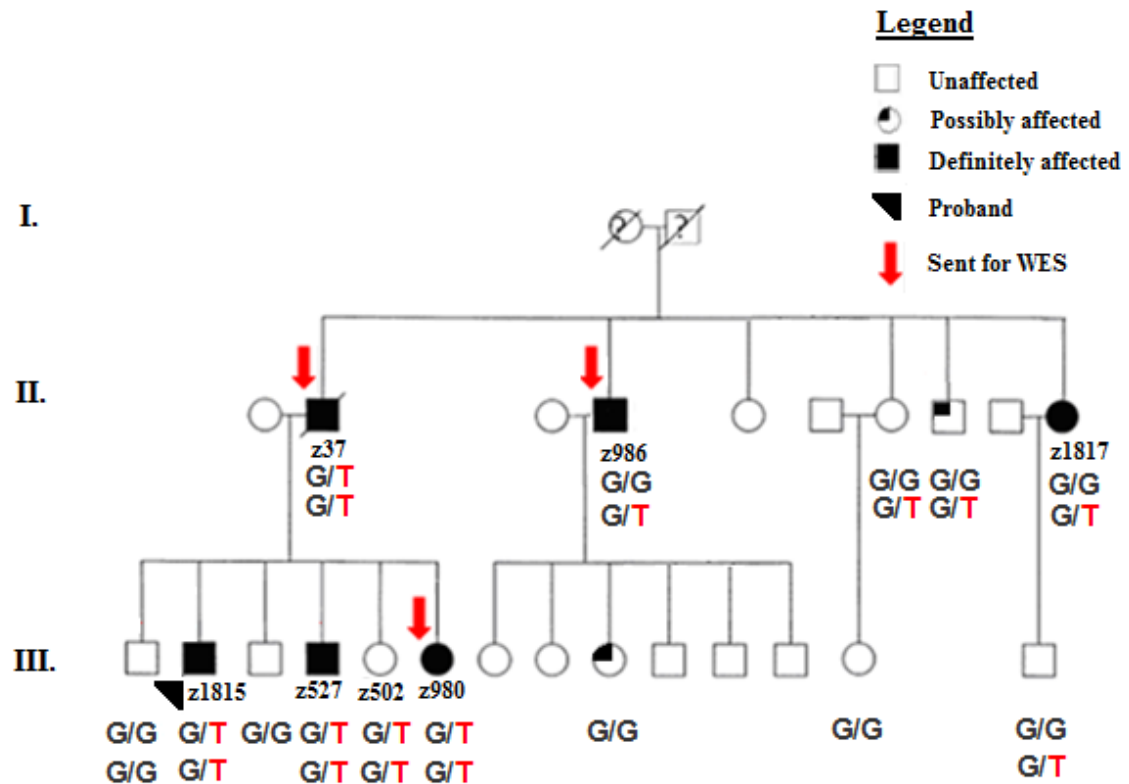 Legend
Unaffected
Possibly affected
Definitely affected
Proband
Sent for WES
I.
? ?
II.
z37 z986 z1817
G/T G/G G/G G/G G/G
G/T G/T G/T G/T G/T
III.
z1815 z527 z502 z980
G/G G/T G/G G/T G/T G/T G/G G/G G/G
G/G G/T G/T G/T G/T G/T